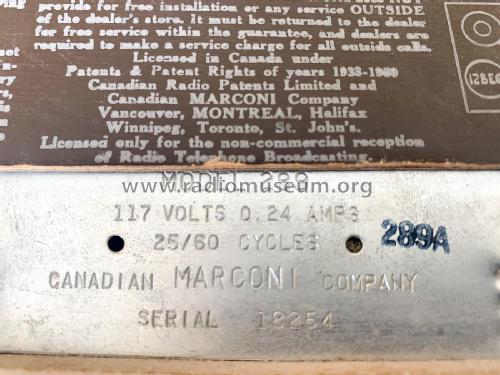 provide for free installation or any service OUTSIDE
of the dealer's store. It must be returned to the dealer
for free service within the guarantee, and dealers are
required to make a service charge for all outside calls.
Licensed in Canada under
Patents & Patent Rights of years 1933-1960
Canadian Radio Patents Limited and
Canadian MARCONI Company
Vancouver, MONTREAL, Halifax
Winnipeg, Toronto, St. John's.
Licensed only for the non-commercial reception
of Radio Telephone Broadcasting.
12BE6
MODEL 289
www.radiomuseum.org
117 VOLTS 0.24 AMPS
25/60 CYCLES
289A
CANADIAN MARCONI COMPANY
SERIAL 18254